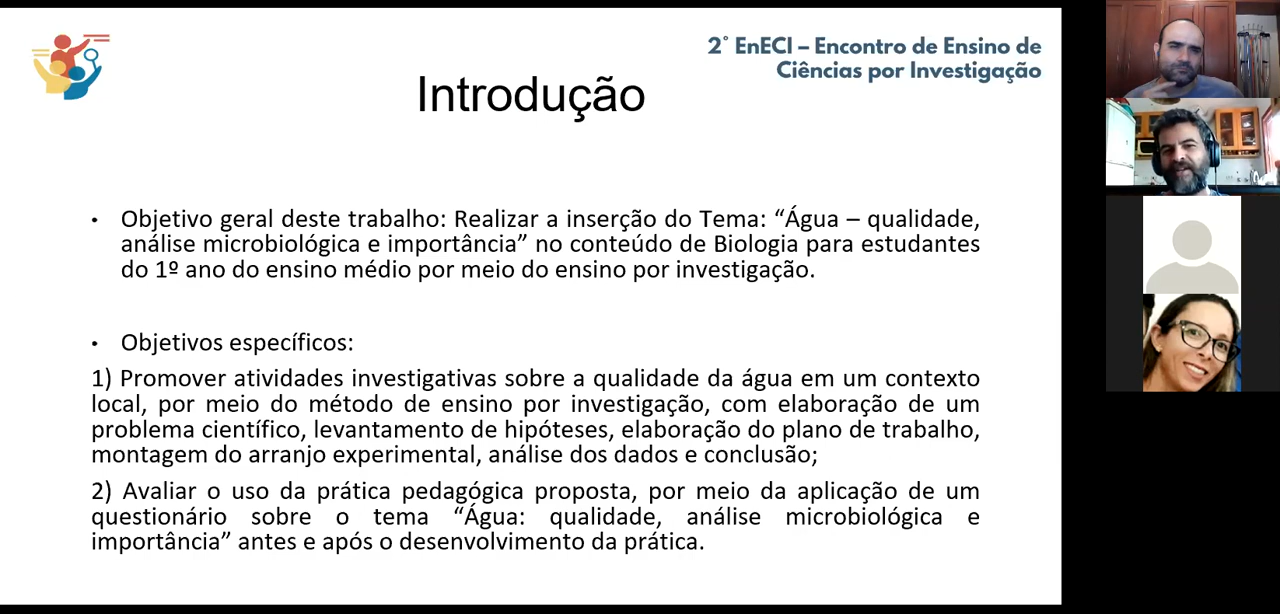 2° EnECI – Encontro de Ensino de
Ciências por Investigação
Introdução
• Objetivo geral deste trabalho: Realizar a inserção do Tema: “Água – qualidade,
análise microbiológica e importância” no conteúdo de Biologia para estudantes
do 1º ano do ensino médio por meio do ensino por investigação.
• Objetivos específicos:
1) Promover atividades investigativas sobre a qualidade da água em um contexto
local, por meio do método de ensino por investigação, com elaboração de um
problema científico, levantamento de hipóteses, elaboração do plano de trabalho,
montagem do arranjo experimental, análise dos dados e conclusão;
2) Avaliar o uso da prática pedagógica proposta, por meio da aplicação de um
questionário sobre o tema “Água: qualidade, análise microbiológica e
importância” antes e após o desenvolvimento da prática.